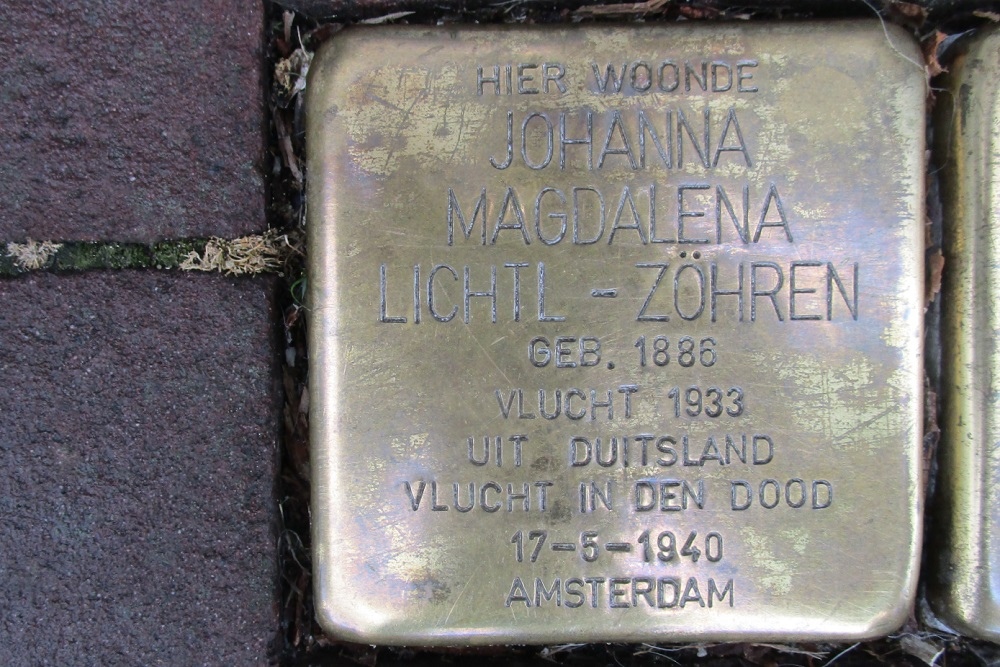 HIER WOONDE
JOHANNA
MAGDALENA
LICHTL - ZÖHREN
GEB. 1886
VLUCHT 1933
UIT DUITSLAND
VLUCHT IN DEN DOOD
17-5-1940
AMSTERDAM